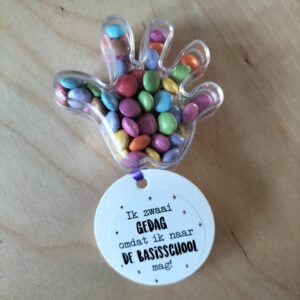 Ik zwaai
GEDAG
omdat ik naar
DE BASISSCHOOL
mag!